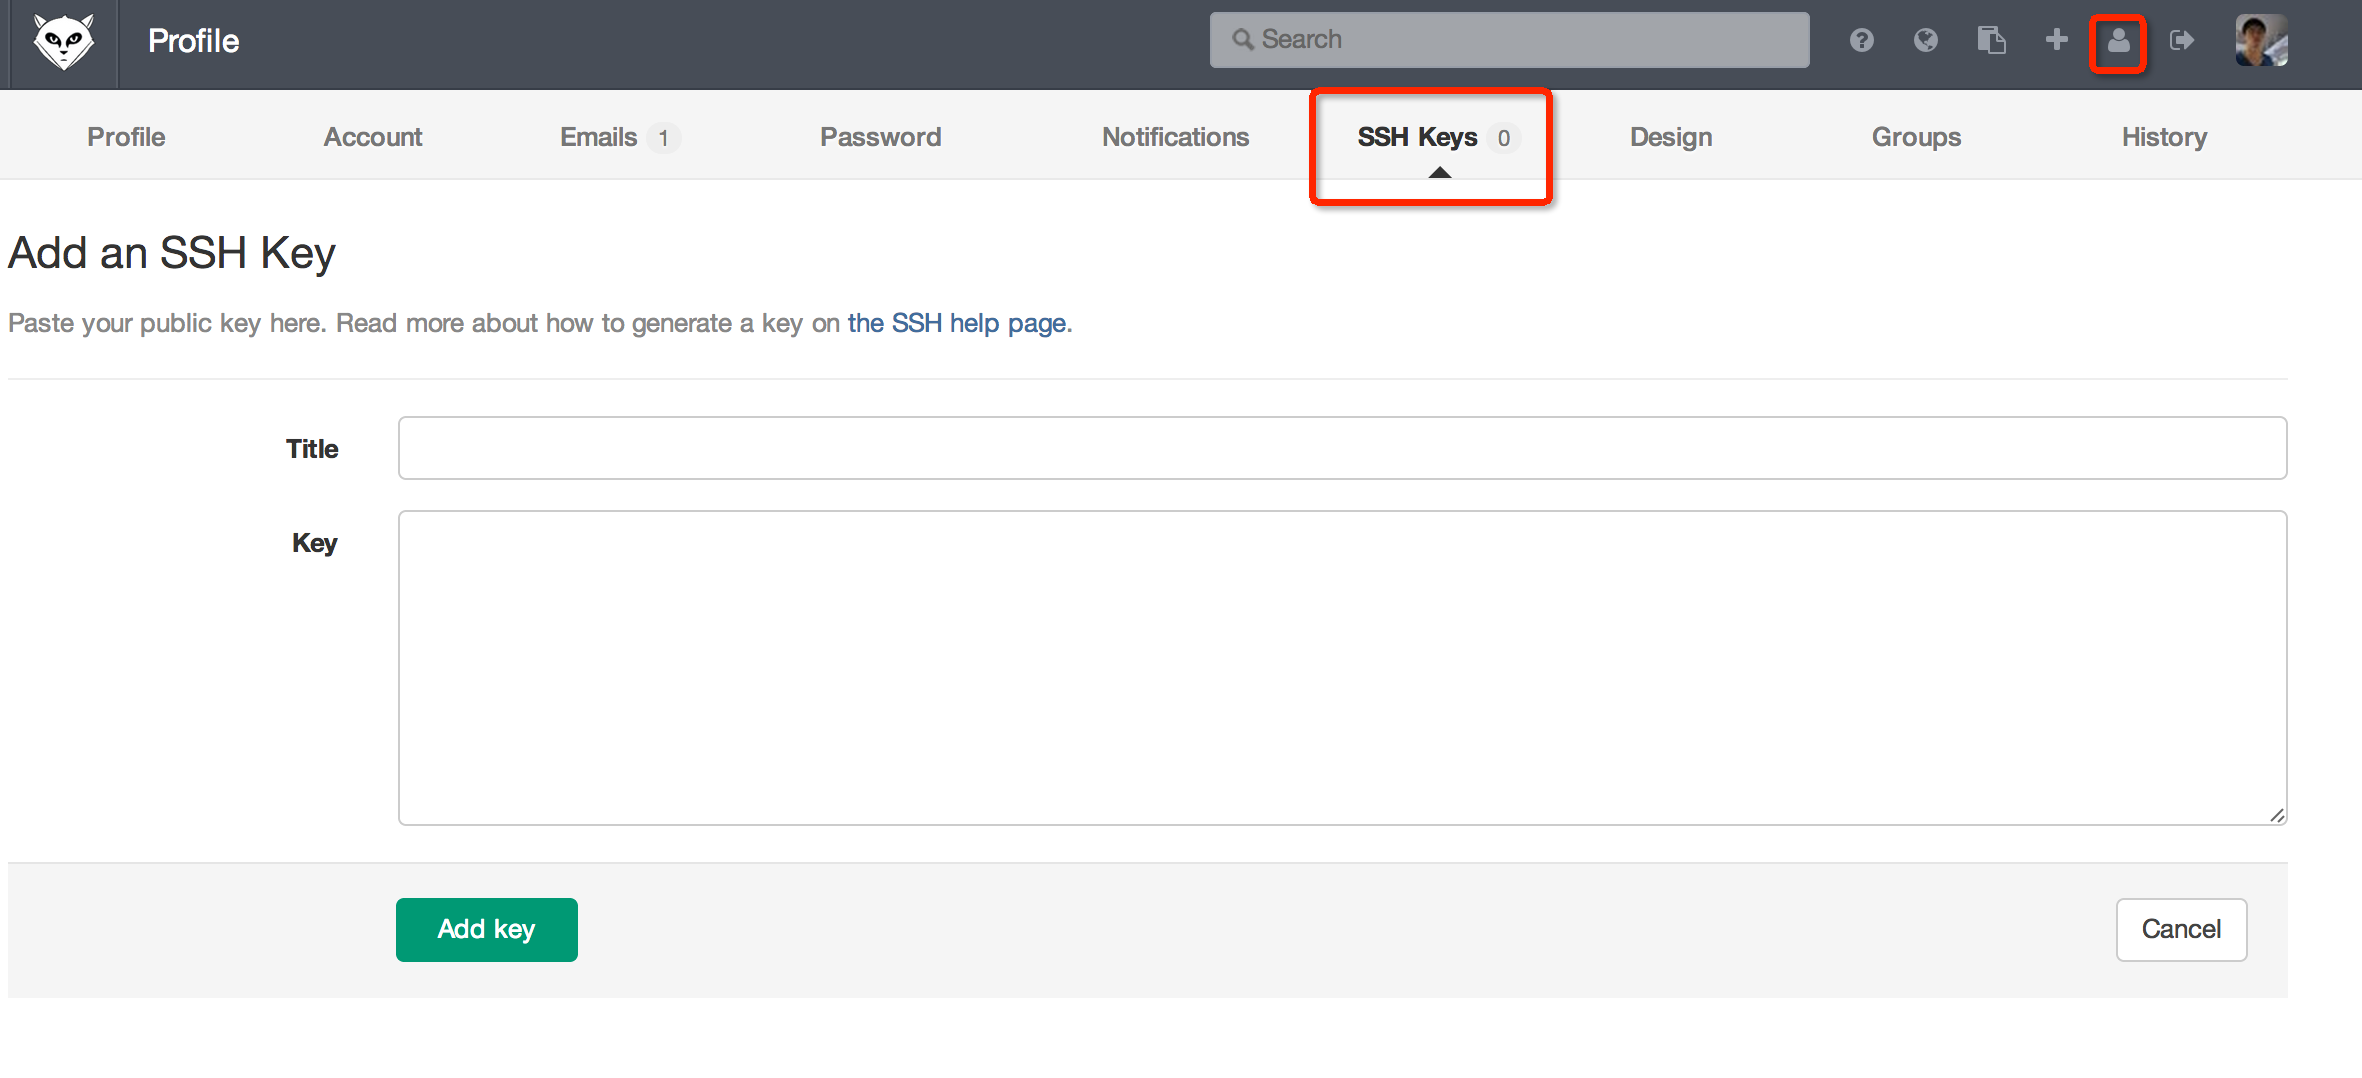 Profile
Search
Profile Account Emails 1 Password Notifications SSH Keys 0 Design Groups History
Add an SSH Key
Paste your public key here. Read more about how to generate a key on the SSH help page.
Title
Key
Add key Cancel